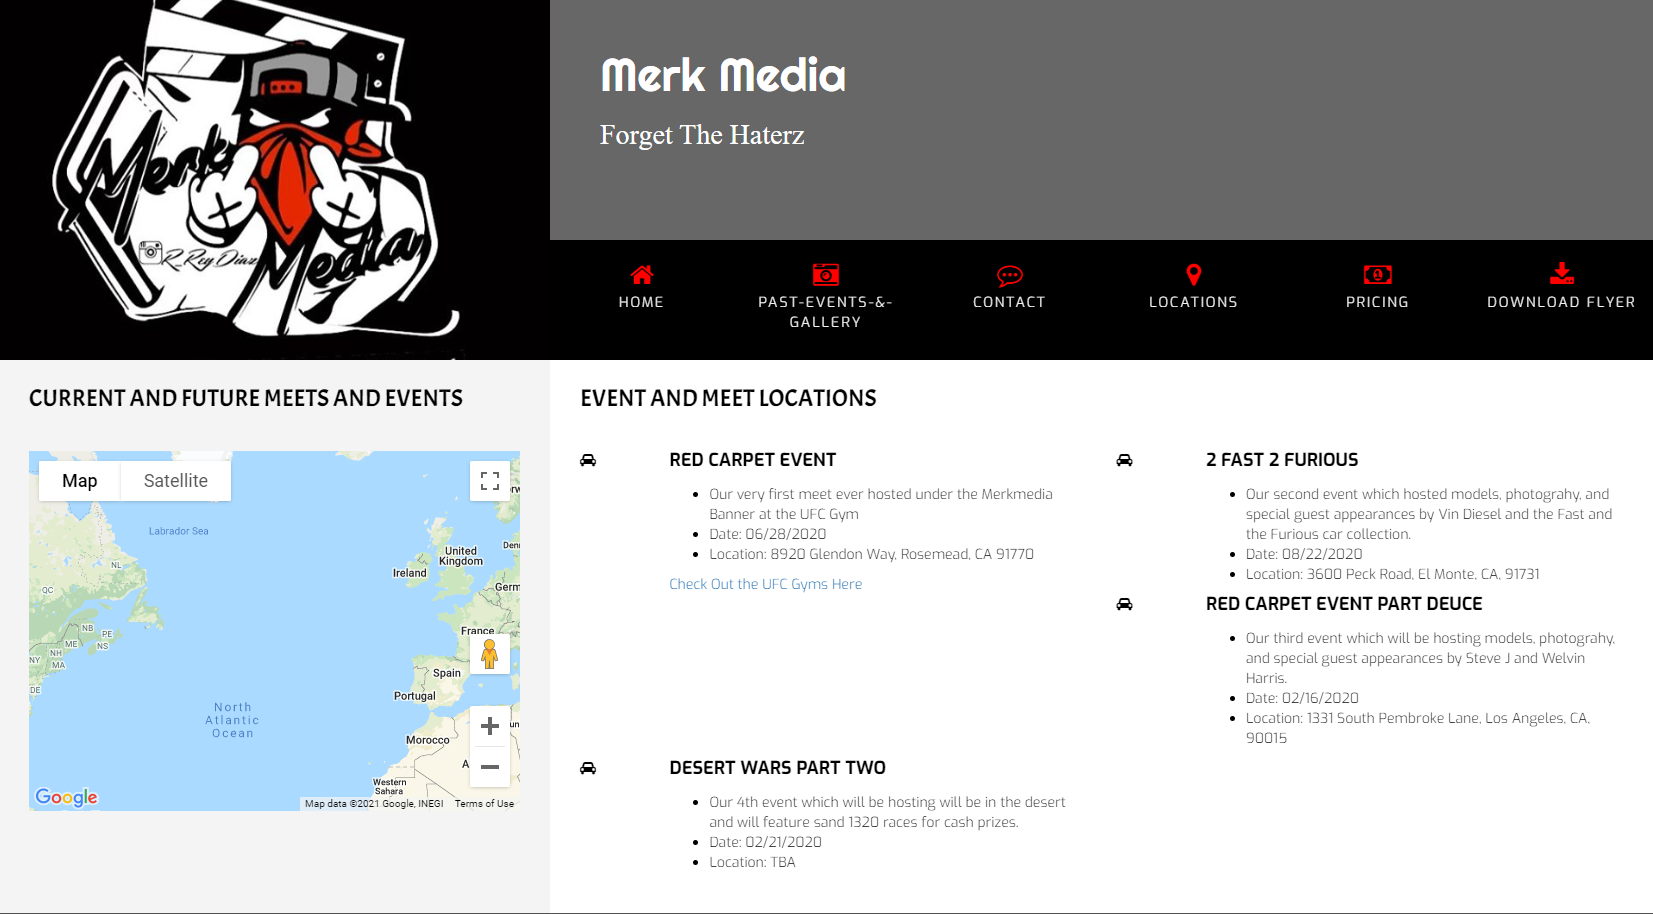 Merk
Media
R_Rey Diaz
Merk Media
Forget The Haterz
HOME
PAST-EVENTS-&-
GALLERY
CONTACT
LOCATIONS
PRICING
DOWNLOAD FLYER
CURRENT AND FUTURE MEETS AND EVENTS
Map
Satellite
Labrador Sea
NL
QC
NB
PE
ME
NS
NH
NY
MA
DE
United
Kingdom
Ireland
Den
Germ
France
Spain
Portugal
North
Atlantic
Ocean
Morocco
Western
Sahara
Google
Map data ©2021 Google, INEGI
Terms of Use
EVENT AND MEET LOCATIONS
RED CARPET EVENT
Our very first meet ever hosted under the Merkmedia
Banner at the UFC Gym
Date: 06/28/2020
Location: 8920 Glendon Way, Rosemead, CA 91770
Check Out the UFC Gyms Here
2 FAST 2 FURIOUS
Our second event which hosted models, photograhy, and
special guest appearances by Vin Diesel and the Fast and
the Furious car collection.
Date: 08/22/2020
Location: 3600 Peck Road, El Monte, CA, 91731
RED CARPET EVENT PART DEUCE
Our third event which will be hosting models, photograhy,
and special guest appearances by Steve J and Welvin
Harris.
Date: 02/16/2020
Location: 1331 South Pembroke Lane, Los Angeles, CA,
90015
DESERT WARS PART TWO
Our 4th event which will be hosting will be in the desert
and will feature sand 1320 races for cash prizes.
Date: 02/21/2020
Location: TBA